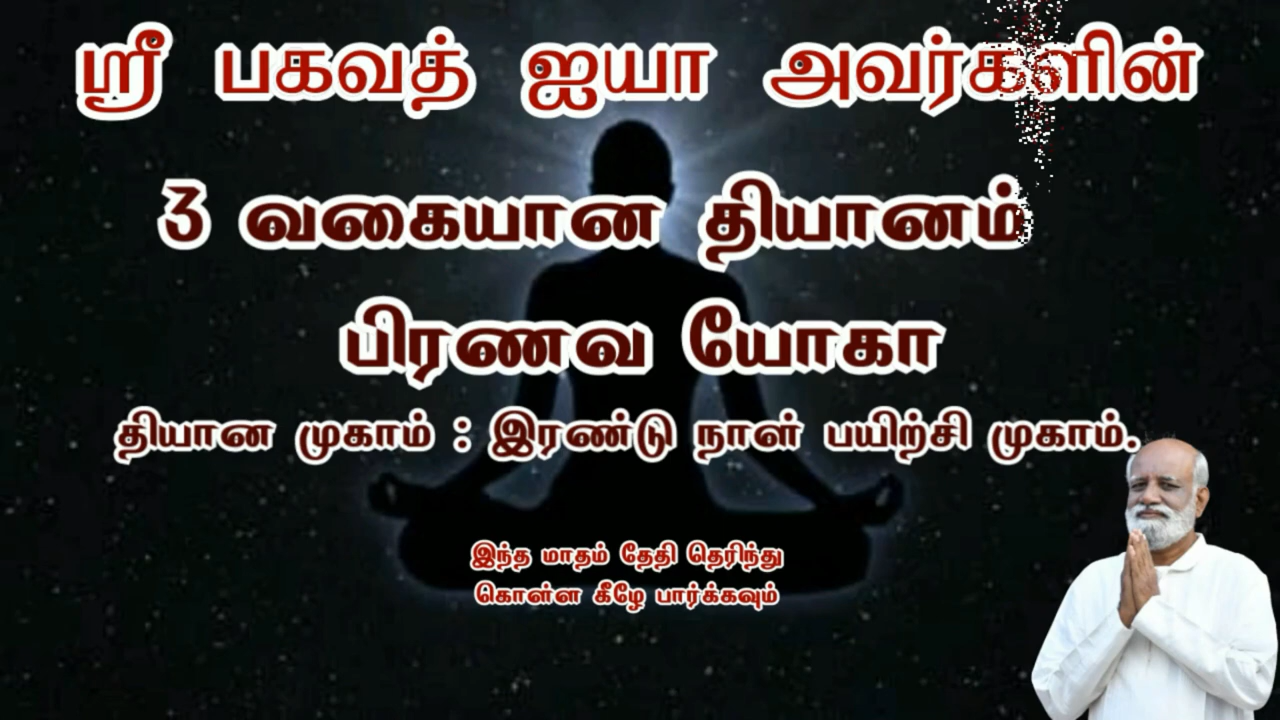 ஸ்ரீ பகவத் ஐயா அவர்களின்
3 வகையான தியானம்
பிரணவ யோகா
தியான முகாம் : இரண்டு நாள் பயிற்சி முகாம்.
இந்த மாதம் தேதி தெரிந்து
கொள்ள கீழே பார்க்கவும்